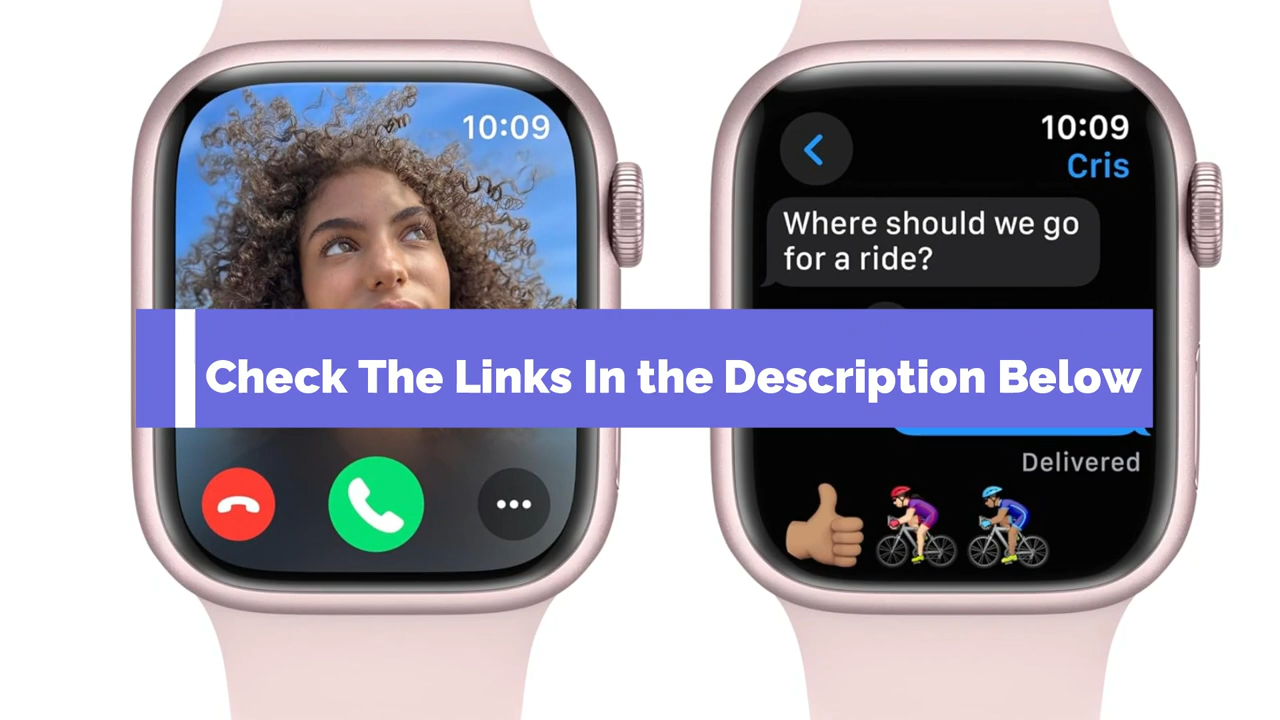 10:09
10:09
Cris
Where should we go
for a ride?
Check The Links In the Description Below
Delivered